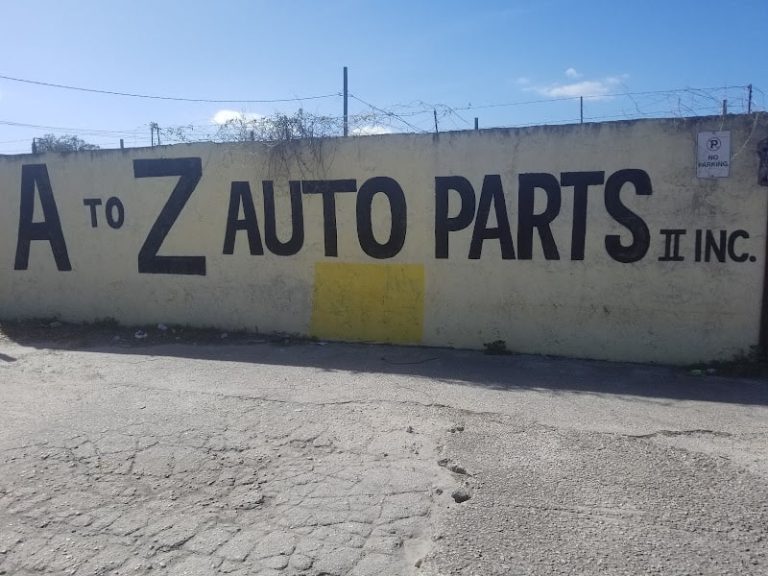 A TO Z AUTO PARTS II INC.
P
NO
PARKING